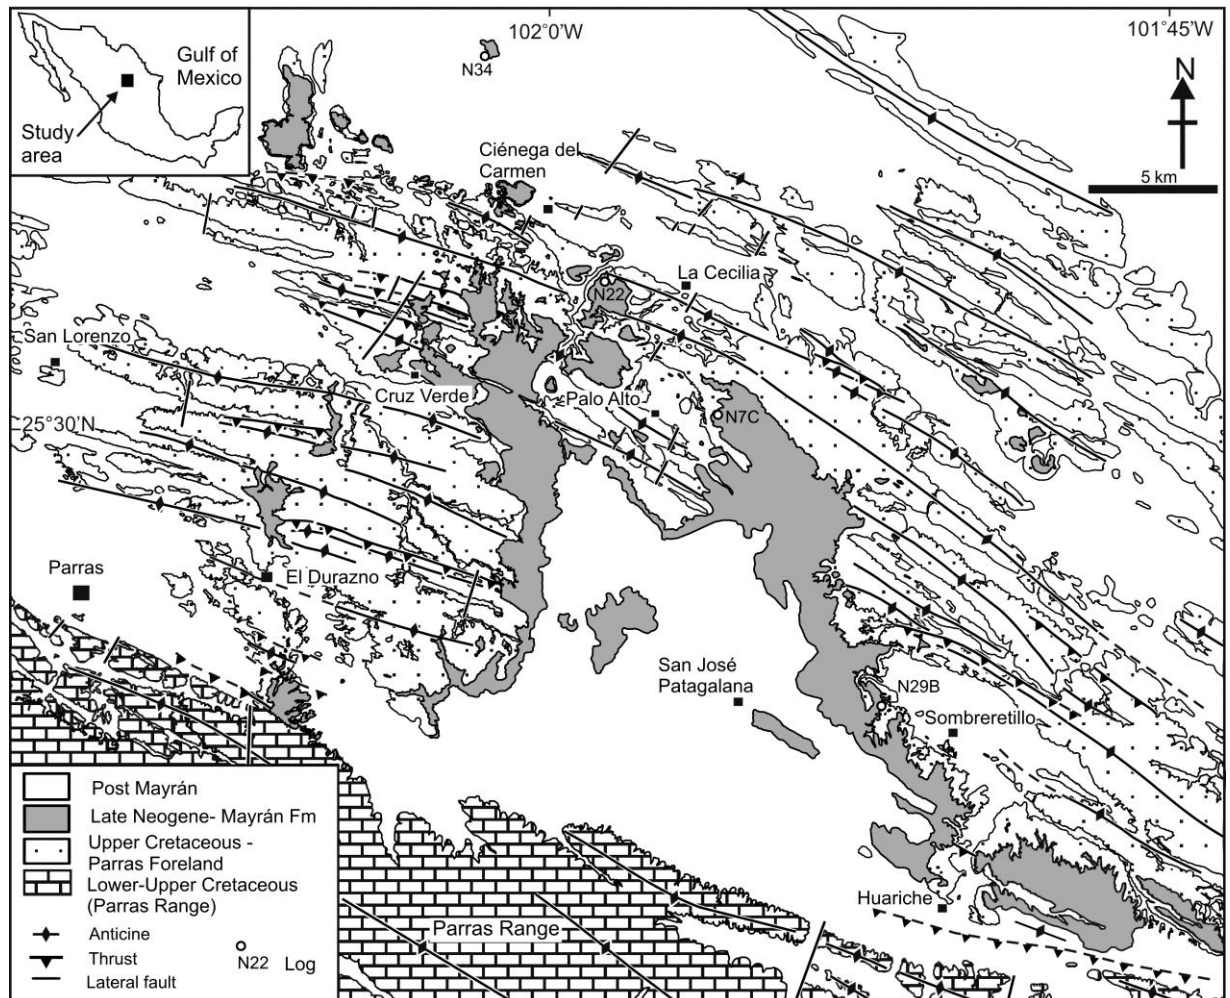 102°0'W
101°45'W
Gulf of
Mexico
Study
area
N34
N
5 km
Ciénega del
Carmen
La Cecilia
N22
San Lorenzo
Cruz Verde
Palo Alto
N7C
25°30'N
Parras
El Durazno
San José
Patagalana
N29B
Sombreretillo
Huariche
Parras Range
Post Mayrán
Late Neogene- Mayrán Fm
Upper Cretaceous -
Parras Foreland
Lower-Upper Cretaceous
(Parras Range)
Anticine
Thrust
Lateral fault
N22 Log